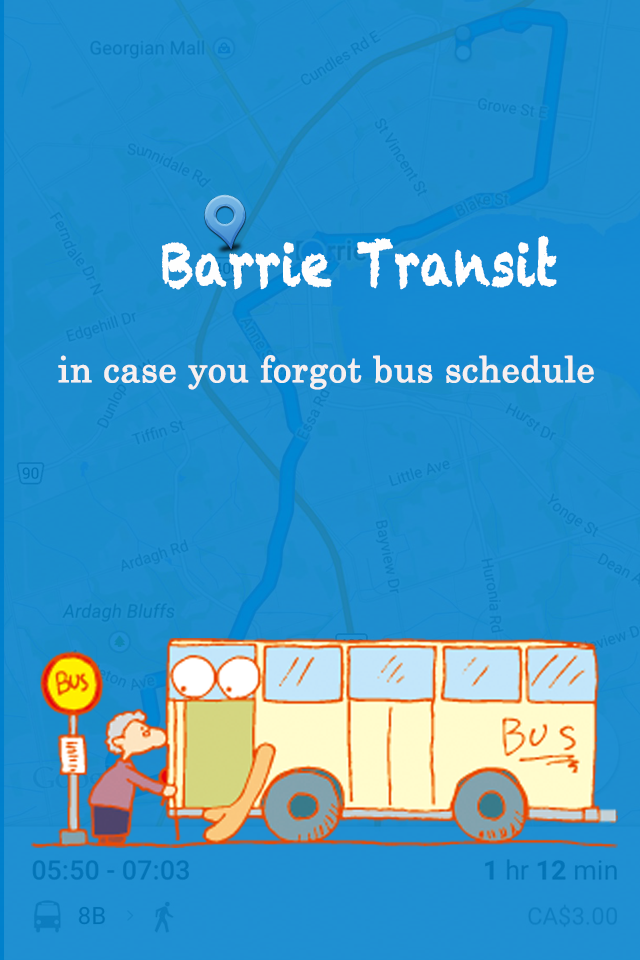 Georgian Mall
Cundles Rd E
Grove St E
St Vincent St
Sunnidale Rd
Blake St
Ferndale Dr N
Barrie Transit
Edgehill Dr
Anne
in case you forgot bus schedule
Dunlop
Essa Rd
Hurst Dr
Tiffin St
90
Little Ave
Yonge St
Bayview Dr
Ardagh Rd
Huronia Rd
Dean A
Ardagh Bluffs
BUS
BUS
05:50 - 07:03
1 hr 12 min
8B
CA$3.00